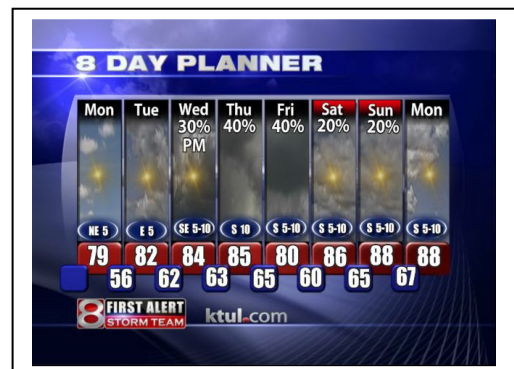 8 DAY PLANNER
Mon Tue Wed Thu Fri Sat Sun Mon
30% 40% 40% 20% 20%
PM
NE 5 E 5 SE 5-10 S 10 S 5-10 S 5-10 S 5-10 S 5-10
79 82 84 85 80 86 88 88
56 62 63 65 60 65 67
8 FIRST ALERT
STORM TEAM
ktul.com